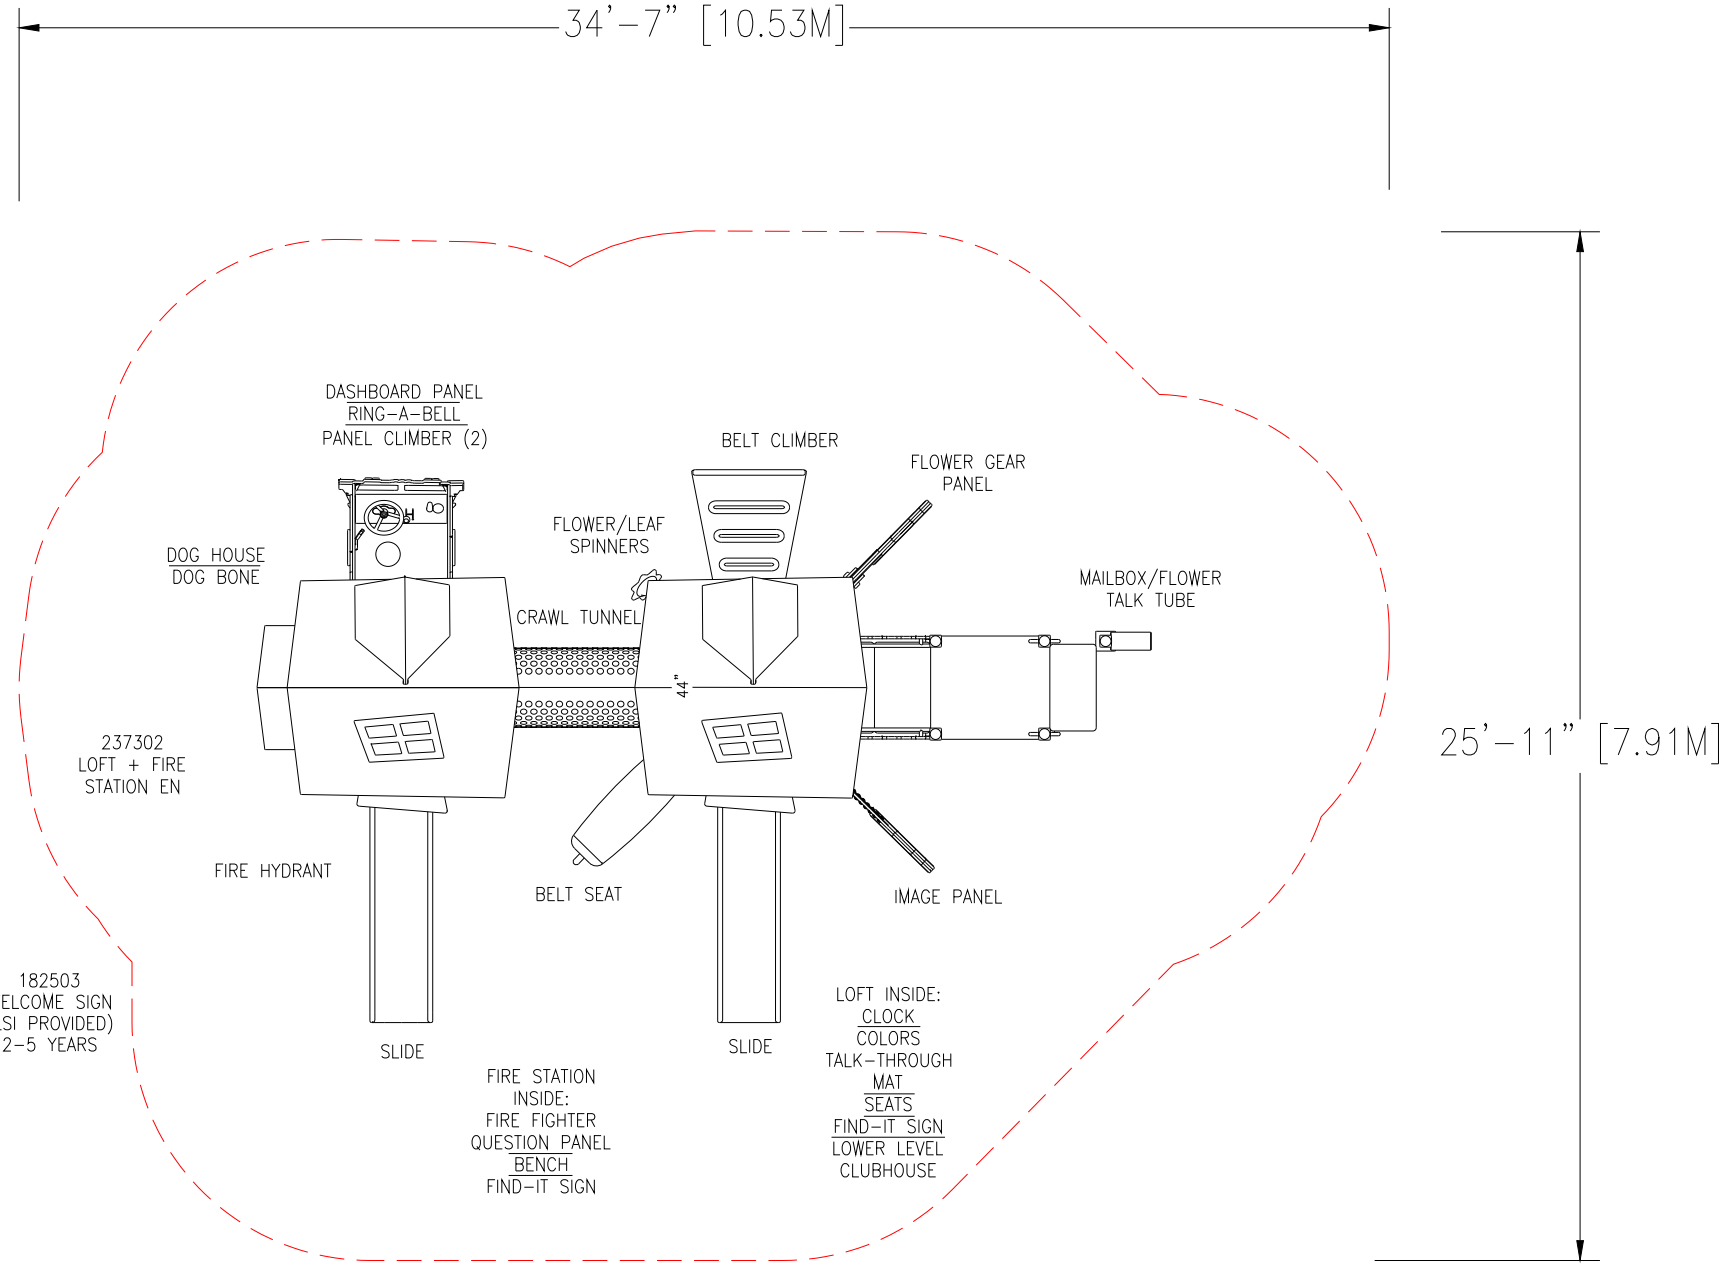 34'-7" [10.53M]
DASHBOARD PANEL
RING-A-BELL
PANEL CLIMBER (2)
BELT CLIMBER
FLOWER GEAR
PANEL
FLOWER/LEAF
SPINNERS
DOG HOUSE
DOG BONE
MAILBOX/FLOWER
TALK TUBE
CRAWL TUNNEL
44"
237302
LOFT + FIRE
STATION EN
25'-11" [7.91M]
FIRE HYDRANT
BELT SEAT
IMAGE PANEL
182503
ELCOME SIGN
LSI PROVIDED)
2-5 YEARS
SLIDE
SLIDE
LOFT INSIDE:
CLOCK
COLORS
TALK-THROUGH
MAT
SEATS
FIND-IT SIGN
LOWER LEVEL
CLUBHOUSE
FIRE STATION
INSIDE:
FIRE FIGHTER
QUESTION PANEL
BENCH
FIND-IT SIGN